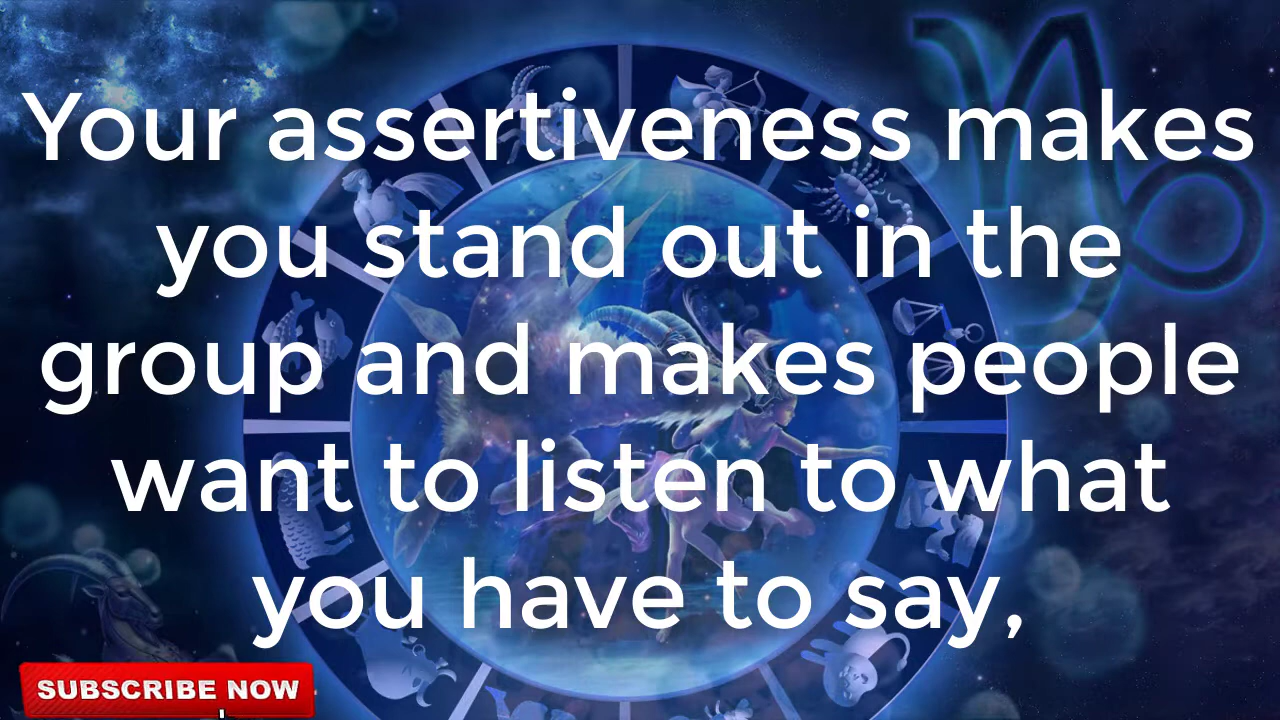 Your assertiveness makes
you stand out in the
group and makes people
want to listen to what
you have to say,
SUBSCRIBE NOW